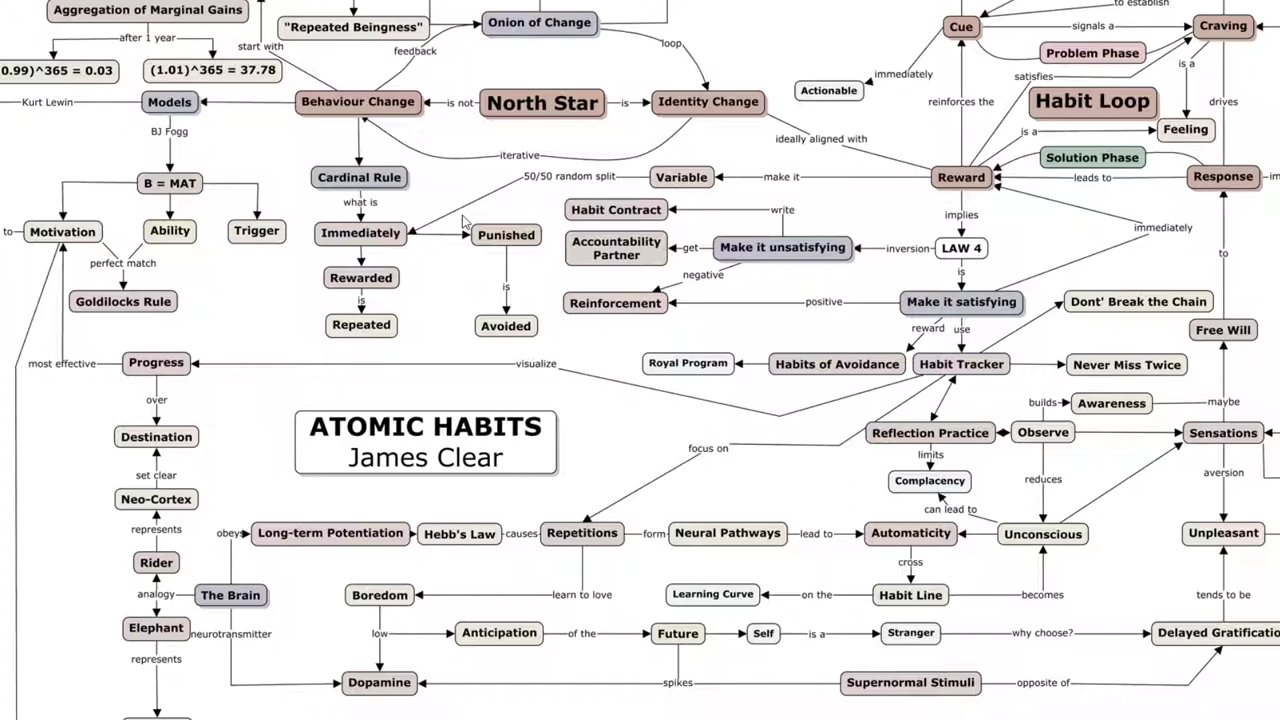 to establish
Aggregation of Marginal Gains
"Repeated Beingness"
Onion of Change
Cue
signals a
Craving
after 1 year
start with
feedback
loop
Problem Phase
is a
0.99)^365 = 0.03
(1.01)^365 = 37.78
immediately
satisfies
Actionable
Kurt Lewin
Models
Behaviour Change
is not
North Star
is
Identity Change
reinforces the
Habit Loop
drives
BJ Fogg
ideally aligned with
is a
Feeling
iterative
Solution Phase
B = MAT
Cardinal Rule
50/50 random split
Variable
make it
Reward
leads to
Response
im
what is
Habit Contract
write
implies
to
Motivation
Ability
Trigger
Immediately
Punished
Accountability
Partner
get
Make it unsatisfying
inversion
LAW 4
immediately
to
perfect match
Rewarded
negative
is
Goldilocks Rule
is
is
Reinforcement
positive
Make it satisfying
Dont' Break the Chain
Repeated
Avoided
reward
use
Free Will
most effective
Progress
visualize
Royal Program
Habits of Avoidance
Habit Tracker
Never Miss Twice
over
builds
Awareness
maybe
ATOMIC HABITS
James Clear
Destination
focus on
Reflection Practice
Observe
Sensations
set clear
limits
Complacency
reduces
aversion
Neo-Cortex
can lead to
represents
obeys
Long-term Potentiation
Hebb's Law
causes
Repetitions
form
Neural Pathways
lead to
Automaticity
Unconscious
Unpleasant
Rider
cross
analogy
The Brain
Boredom
learn to love
Learning Curve
on the
Habit Line
becomes
tends to be
Elephant
neurotransmitter
low
Anticipation
of the
Future
Self
is a
Stranger
why choose?
Delayed Gratificatio
represents
Dopamine
spikes
Supernormal Stimuli
opposite of